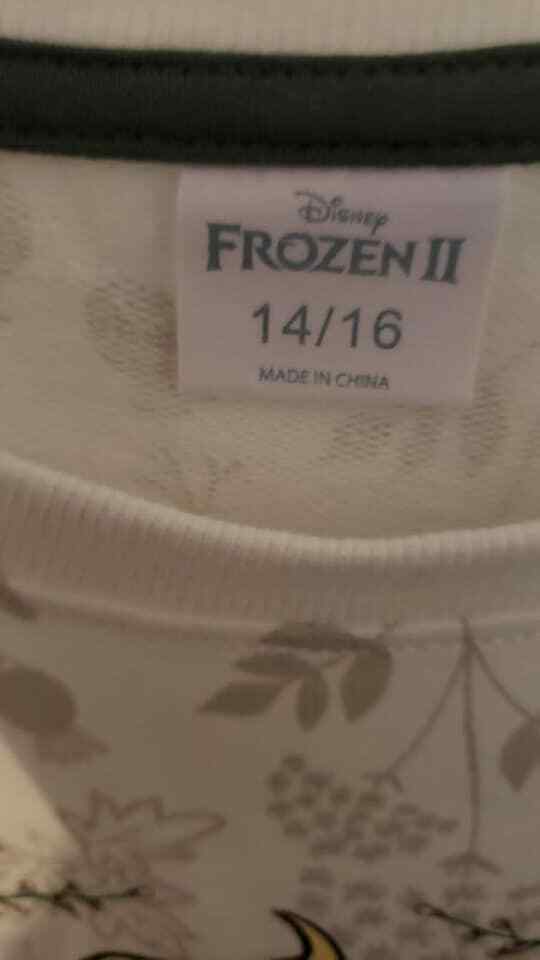 Disney
FROZEN II
14/16
MADE IN CHINA